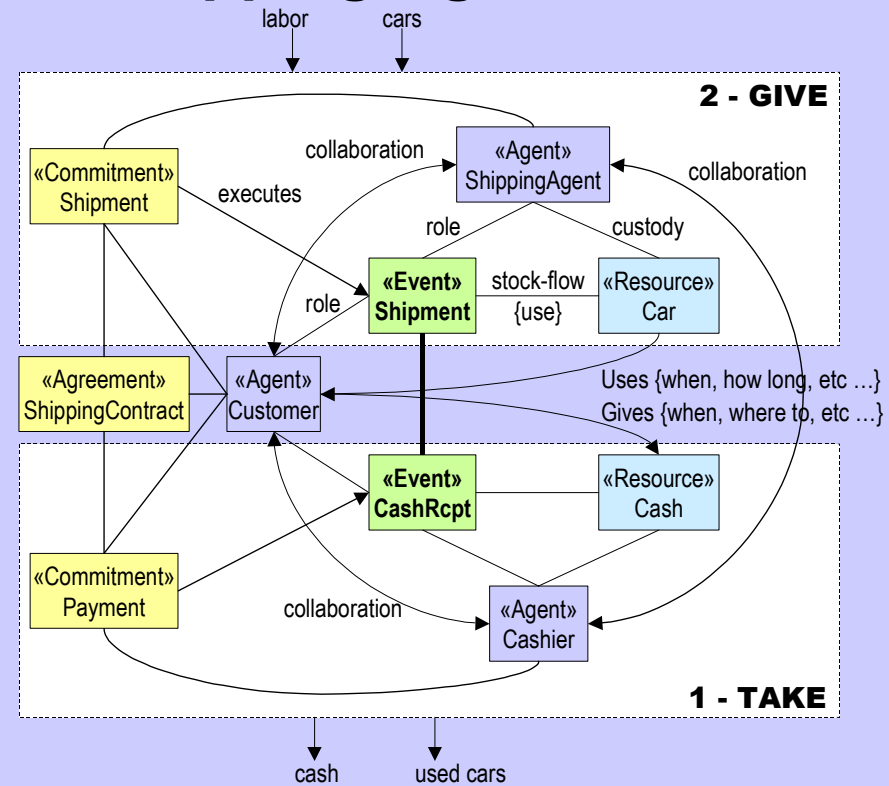 labor
cars
2 - GIVE
«Commitment»
Shipment
collaboration
«Agent»
ShippingAgent
collaboration
executes
role
custody
«Event»
Shipment
stock-flow
{use}
«Resource»
Car
role
«Agreement»
ShippingContract
«Agent»
Customer
Uses {when, how long, etc …}
Gives {when, where to, etc …}
«Event»
CashRcpt
«Resource»
Cash
«Commitment»
Payment
collaboration
«Agent»
Cashier
1 - TAKE
cash
used cars